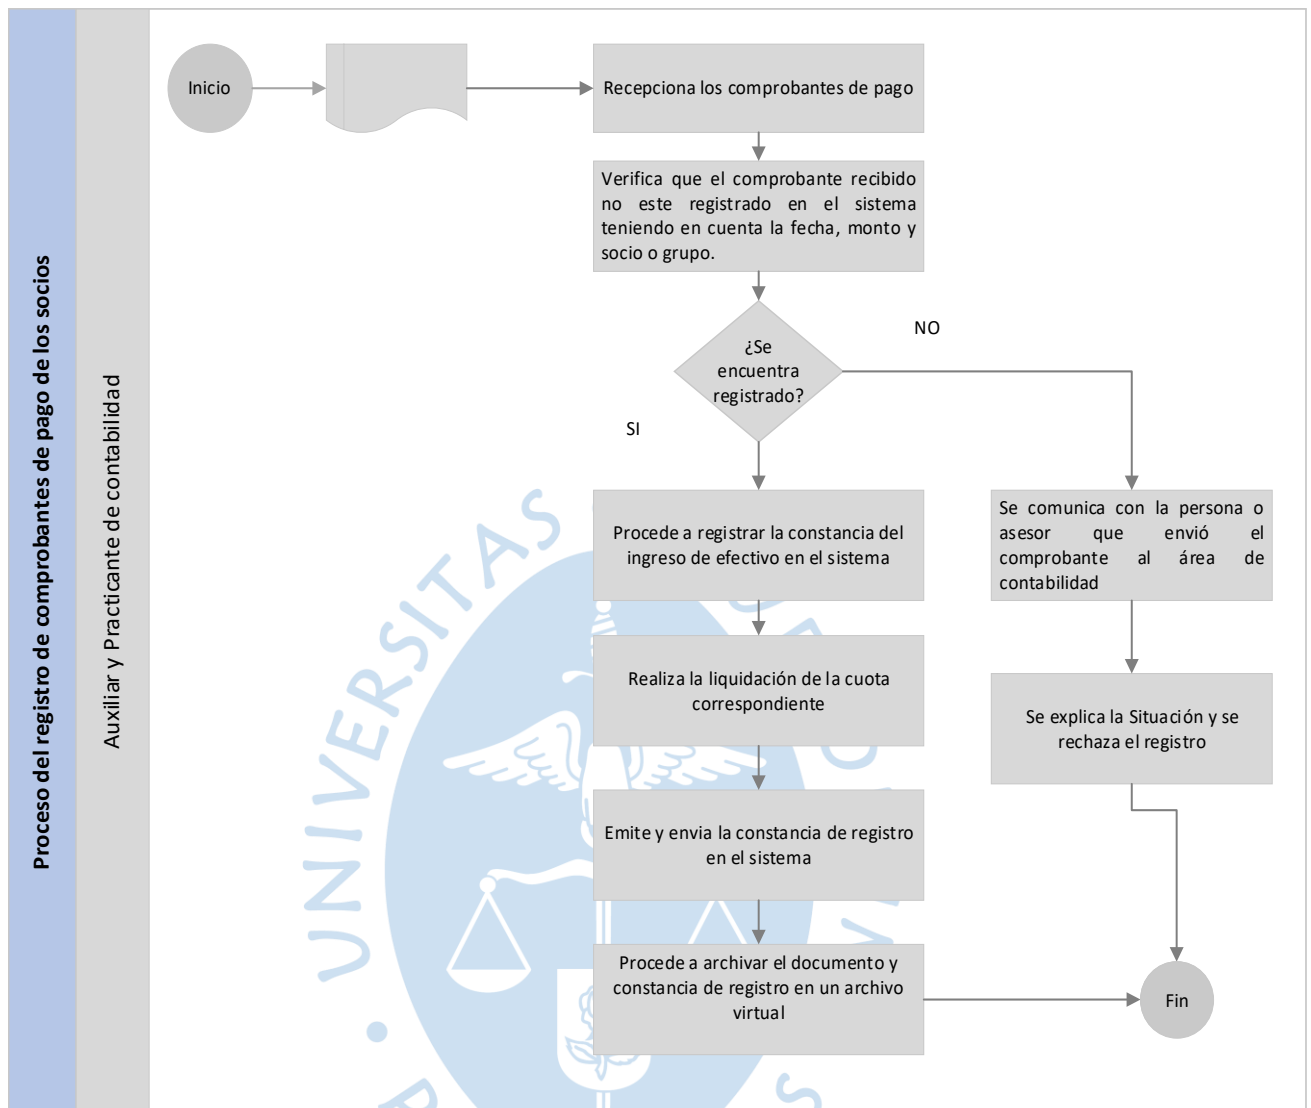 Proceso del registro de comprobantes de pago de los socios
Auxiliar y Practicante de contabilidad
Inicio
Recepciona los comprobantes de pago
Verifica que el comprobante recibido
no este registrado en el sistema
teniendo en cuenta la fecha, monto y
socio o grupo.
¿Se
encuentra
registrado?
NO
SI
Procede a registrar la constancia del
ingreso de efectivo en el sistema
Se comunica con la persona o
asesor que envió el
comprobante al área de
contabilidad
Realiza la liquidación de la cuota
correspondiente
Se explica la Situación y se
rechaza el registro
Emite y envia la constancia de registro
en el sistema
Procede a archivar el documento y
constancia de registro en un archivo
virtual
Fin
UNIVERSITAS